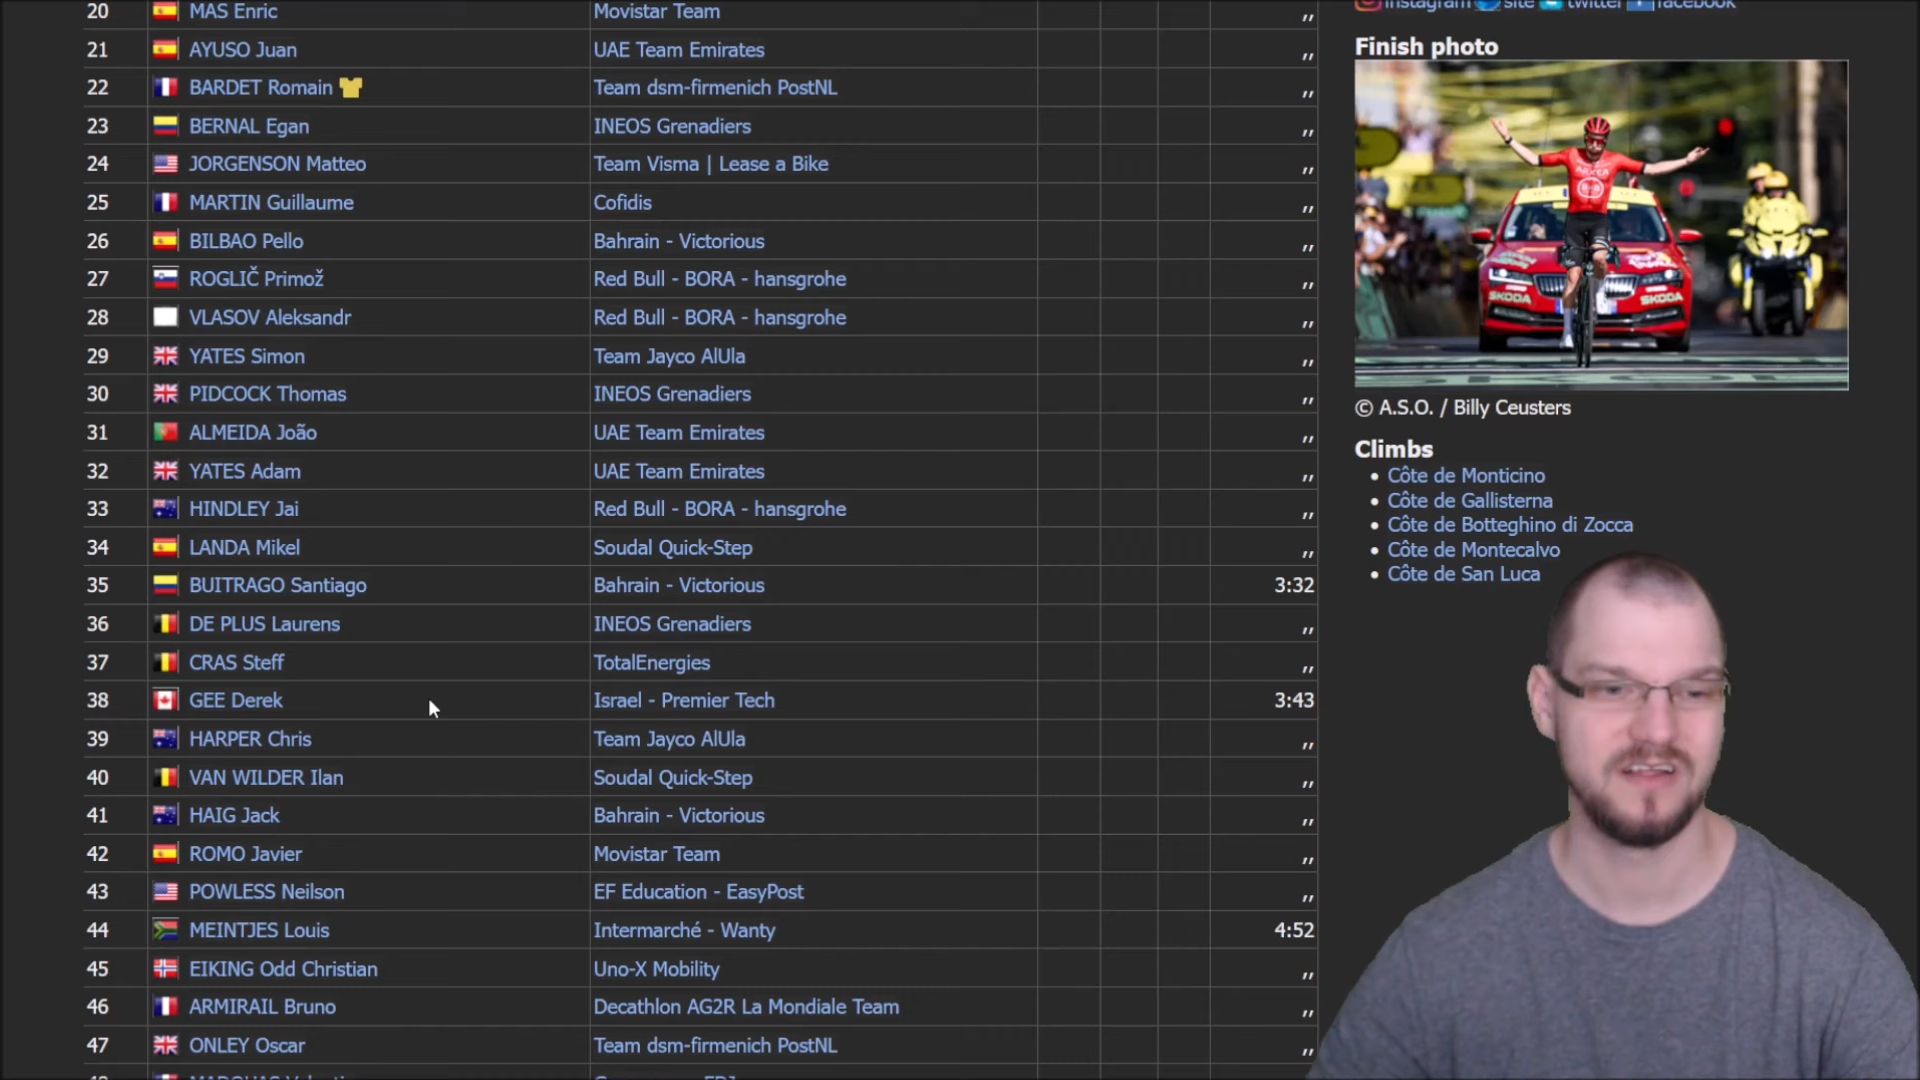 20 MAS Enric Movistar Team ,,
21 AYUSO Juan UAE Team Emirates ,,
22 BARDET Romain Team dsm-firmenich PostNL ,,
23 BERNAL Egan INEOS Grenadiers ,,
24 JORGENSON Matteo Team Visma | Lease a Bike ,,
25 MARTIN Guillaume Cofidis ,,
26 BILBAO Pello Bahrain - Victorious ,,
27 ROGLIČ Primož Red Bull - BORA - hansgrohe ,,
28 VLASOV Aleksandr Red Bull - BORA - hansgrohe ,,
29 YATES Simon Team Jayco AlUla ,,
30 PIDCOCK Thomas INEOS Grenadiers ,,
31 ALMEIDA João UAE Team Emirates ,,
32 YATES Adam UAE Team Emirates ,,
33 HINDLEY Jai Red Bull - BORA - hansgrohe ,,
34 LANDA Mikel Soudal Quick-Step ,,
35 BUITRAGO Santiago Bahrain - Victorious 3:32
36 DE PLUS Laurens INEOS Grenadiers ,,
37 CRAS Steff TotalEnergies ,,
38 GEE Derek Israel - Premier Tech 3:43
39 HARPER Chris Team Jayco AlUla ,,
40 VAN WILDER Ilan Soudal Quick-Step ,,
41 HAIG Jack Bahrain - Victorious ,,
42 ROMO Javier Movistar Team ,,
43 POWLESS Neilson EF Education - EasyPost ,,
44 MEINTJES Louis Intermarché - Wanty 4:52
45 EIKING Odd Christian Uno-X Mobility ,,
46 ARMIRAIL Bruno Decathlon AG2R La Mondiale Team ,,
47 ONLEY Oscar Team dsm-firmenich PostNL ,,
instagram site twitter facebook
Finish photo
ARKEA
ŠKODA ŠKODA
© A.S.O. / Billy Ceusters
Climbs
• Côte de Monticino
• Côte de Gallisterna
• Côte de Botteghino di Zocca
• Côte de Montecalvo
• Côte de San Luca